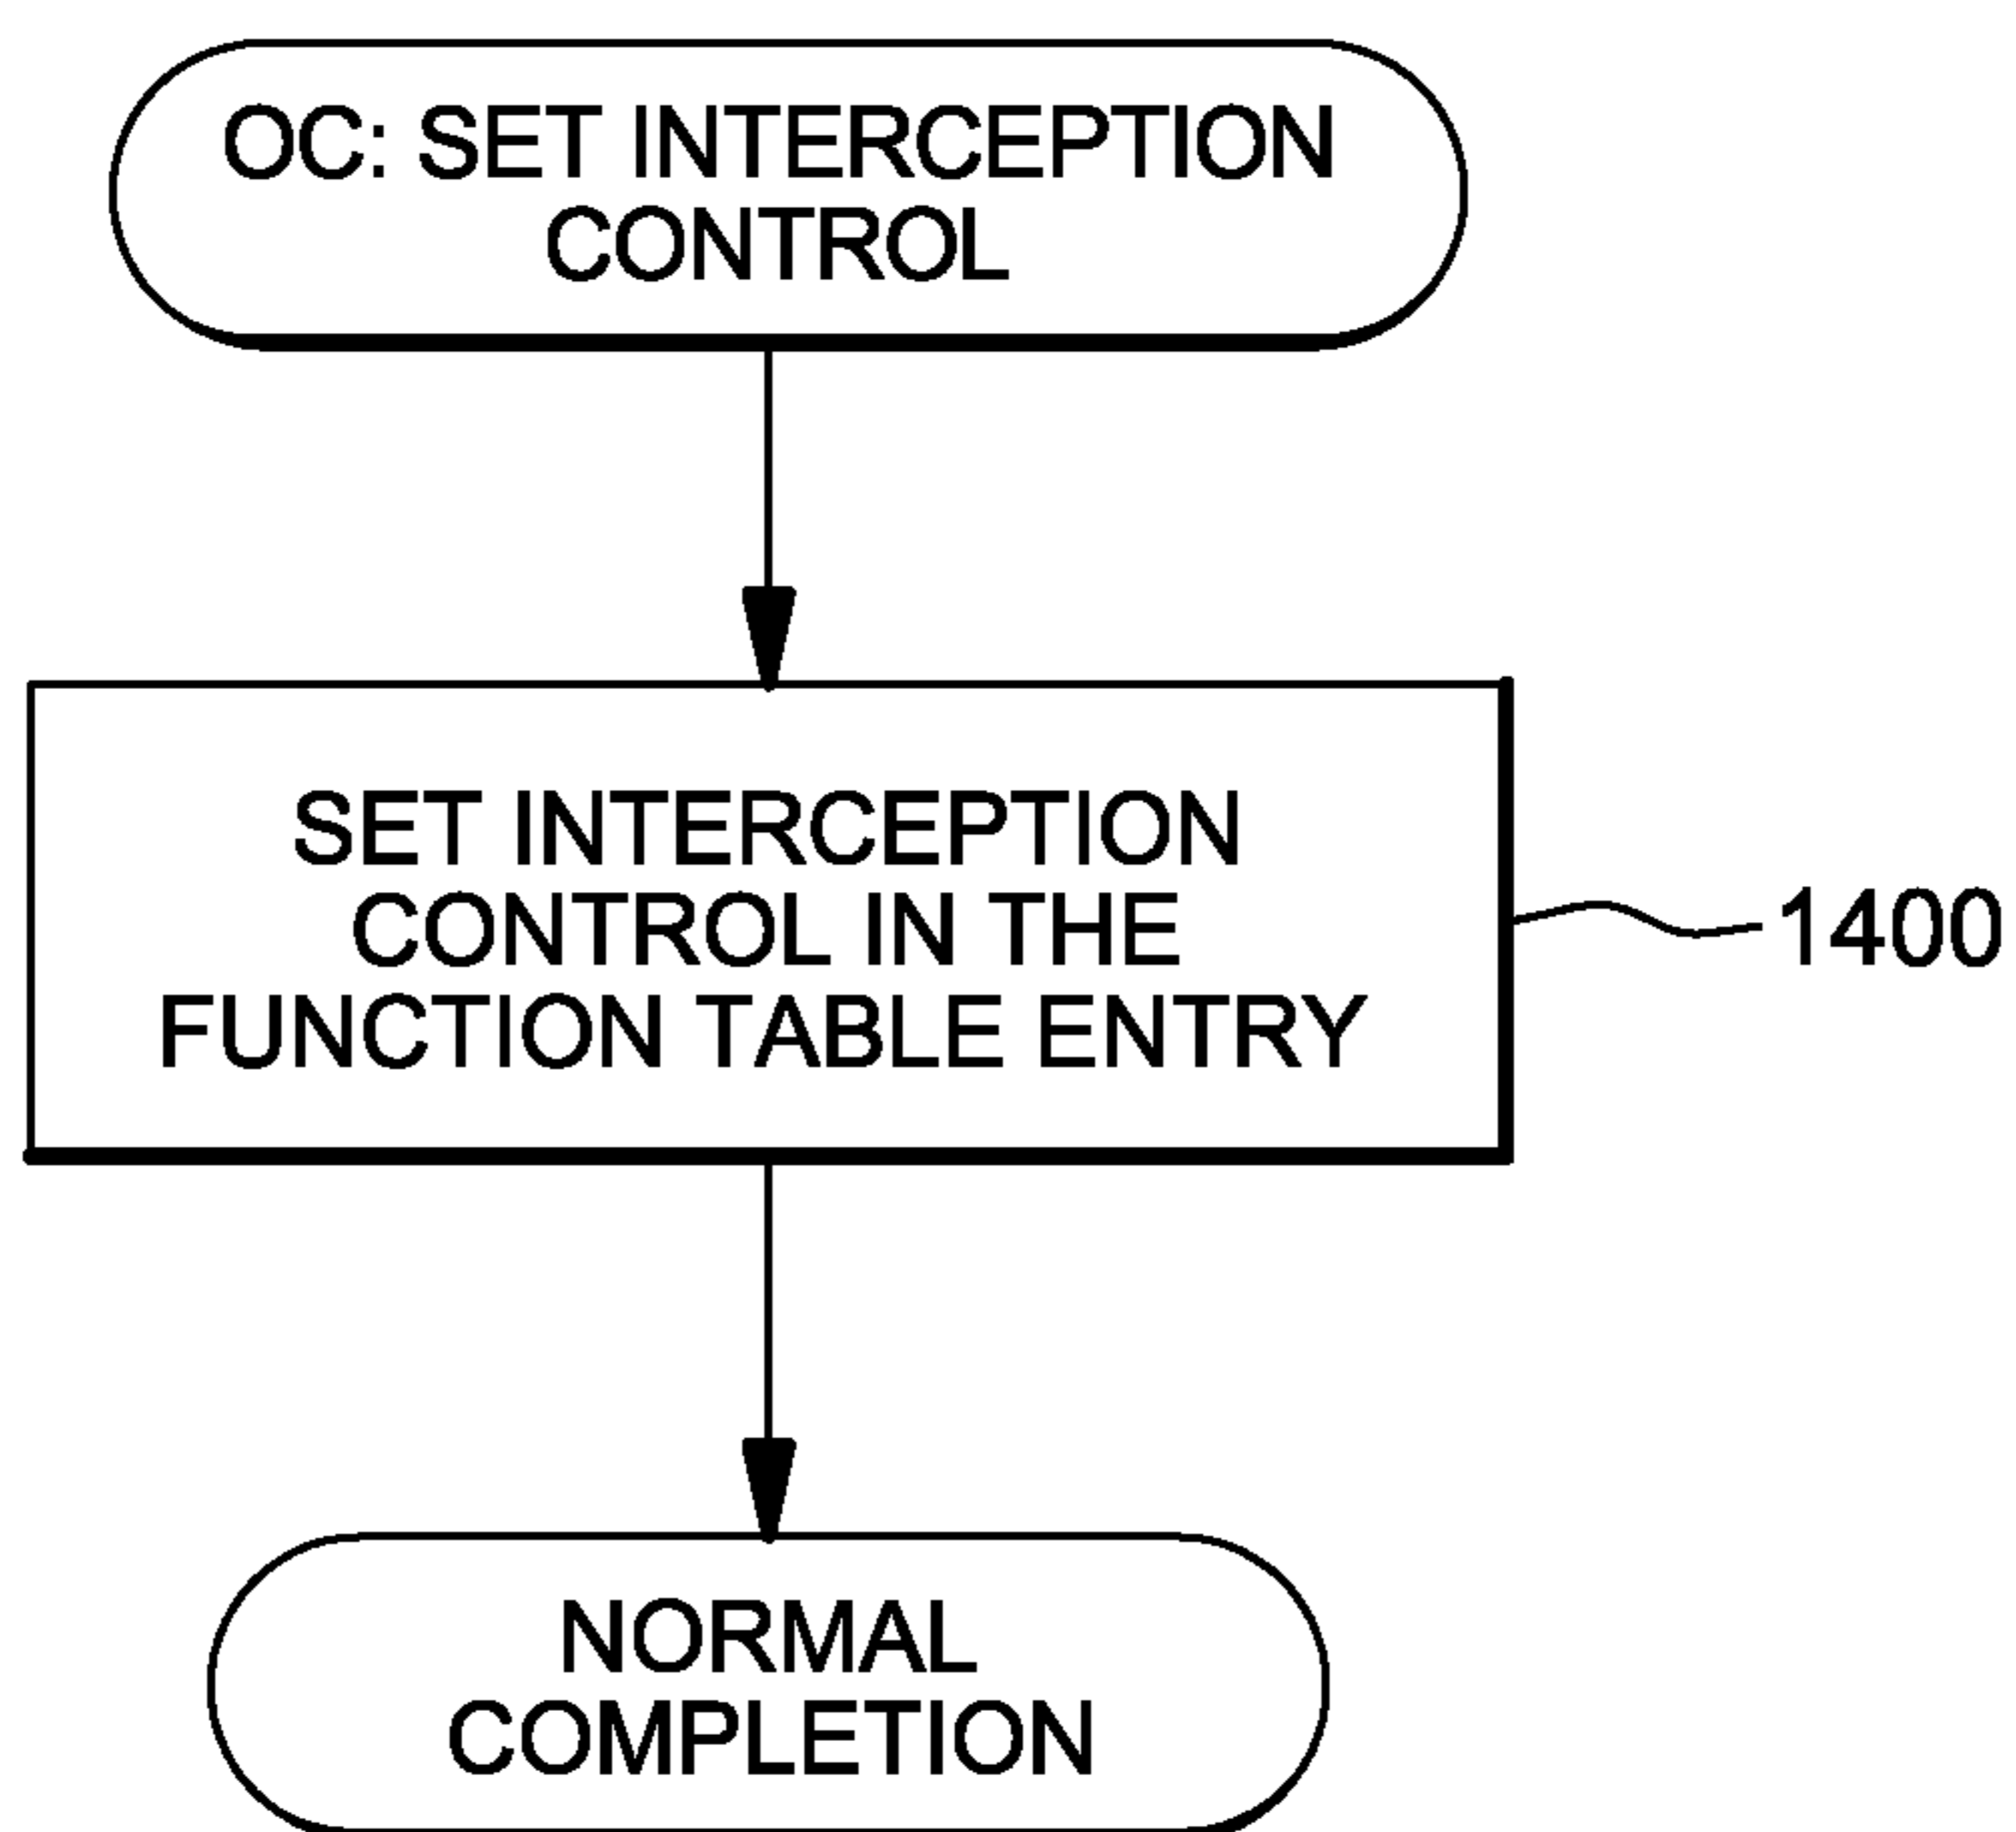 OC: SET INTERCEPTION
CONTROL
SET INTERCEPTION
CONTROL IN THE
FUNCTION TABLE ENTRY
1400
NORMAL
COMPLETION